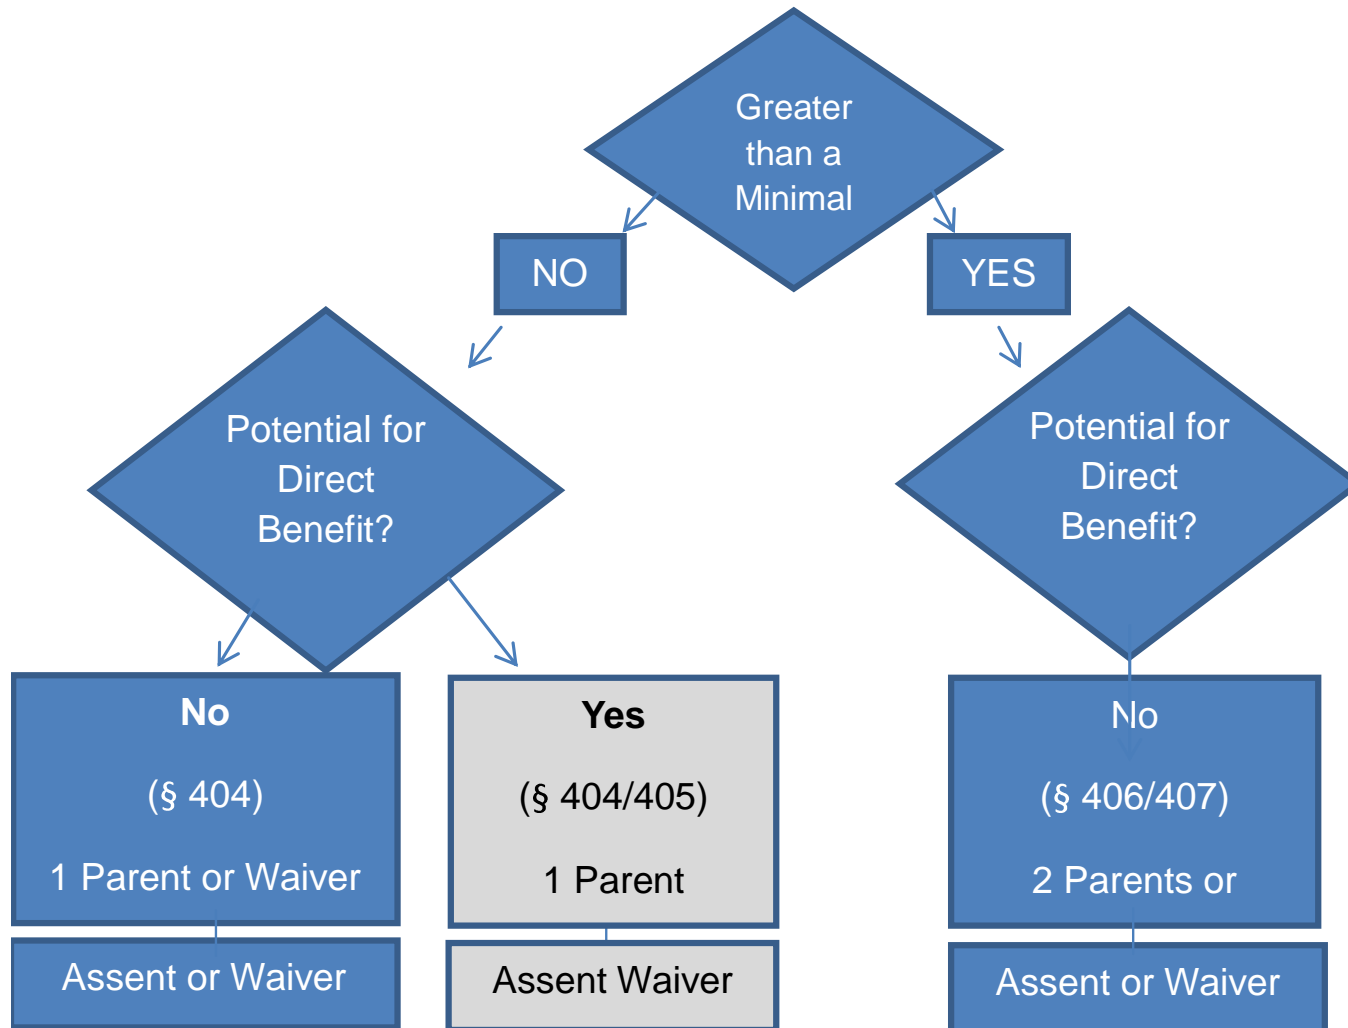 Greater
than a
Minimal
NO
YES
Potential for
Direct
Benefit?
Potential for
Direct
Benefit?
No
(§ 404)
1 Parent or Waiver
Assent or Waiver
Yes
(§ 404/405)
1 Parent
Assent Waiver
No
(§ 406/407)
2 Parents or
Assent or Waiver